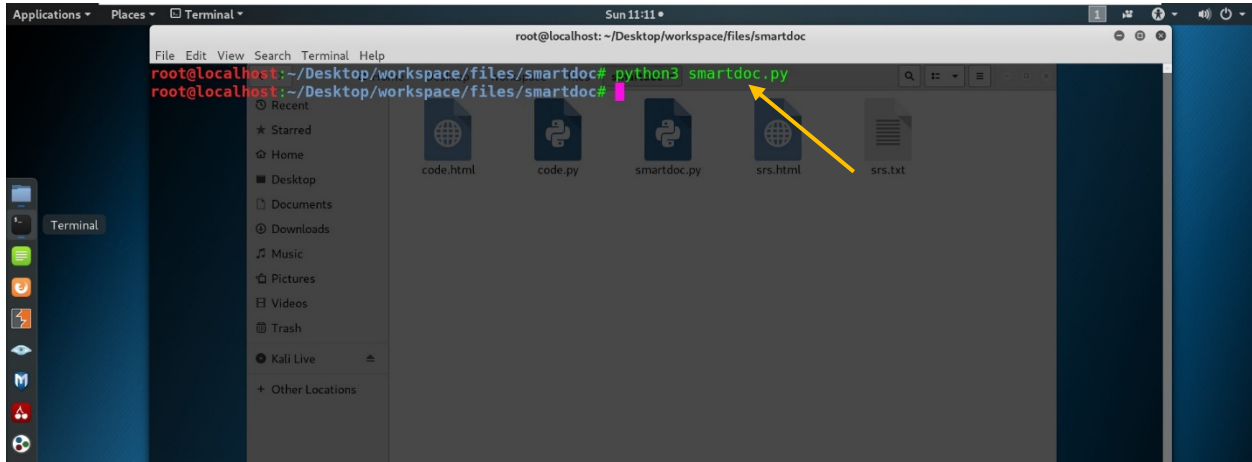 Applications Places Terminal Sun 11:11 1
root@localhost: ~/Desktop/workspace/files/smartdoc
File Edit View Search Terminal Help
root@localhost:~/Desktop/workspace/files/smartdoc# python3 smartdoc.py
root@localhost:~/Desktop/workspace/files/smartdoc#
Recent
Starred
Home
Desktop
Documents
Downloads
Music
Pictures
Videos
Trash
Kali Live
+ Other Locations
code.html code.py smartdoc.py srs.html srs.txt
Terminal